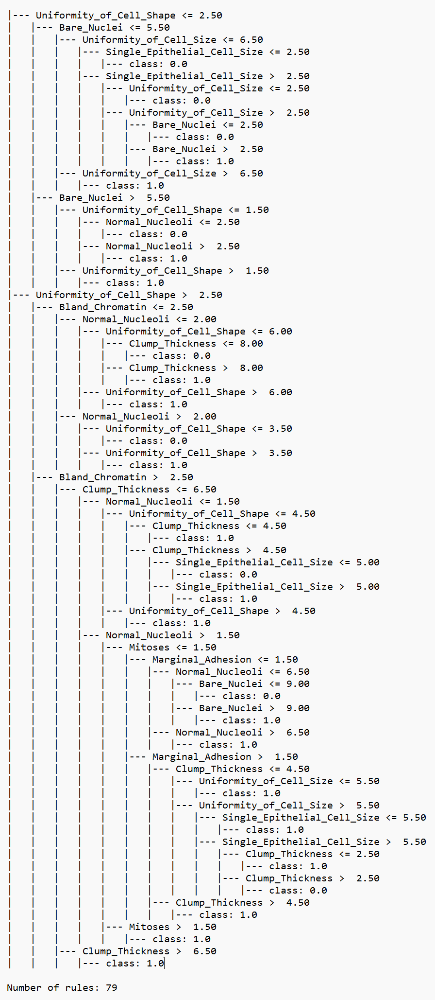 |--- Uniformity_of_Cell_Shape <= 2.50
|   |--- Bare_Nuclei <= 5.50
|   |   |--- Uniformity_of_Cell_Size <= 6.50
|   |   |   |--- Single_Epithelial_Cell_Size <= 2.50
|   |   |   |   |--- class: 0.0
|   |   |   |--- Single_Epithelial_Cell_Size >  2.50
|   |   |   |   |--- Uniformity_of_Cell_Size <= 2.50
|   |   |   |   |   |--- class: 0.0
|   |   |   |   |--- Uniformity_of_Cell_Size >  2.50
|   |   |   |   |   |--- Bare_Nuclei <= 2.50
|   |   |   |   |   |   |--- class: 0.0
|   |   |   |   |   |--- Bare_Nuclei >  2.50
|   |   |   |   |   |   |--- class: 1.0
|   |   |--- Uniformity_of_Cell_Size >  6.50
|   |   |   |--- class: 1.0
|   |--- Bare_Nuclei >  5.50
|   |   |--- Uniformity_of_Cell_Shape <= 1.50
|   |   |   |--- Normal_Nucleoli <= 2.50
|   |   |   |   |--- class: 0.0
|   |   |   |--- Normal_Nucleoli >  2.50
|   |   |   |   |--- class: 1.0
|   |   |--- Uniformity_of_Cell_Shape >  1.50
|   |   |   |--- class: 1.0
|--- Uniformity_of_Cell_Shape >  2.50
|   |--- Bland_Chromatin <= 2.50
|   |   |--- Normal_Nucleoli <= 2.00
|   |   |   |--- Uniformity_of_Cell_Shape <= 6.00
|   |   |   |   |--- Clump_Thickness <= 8.00
|   |   |   |   |   |--- class: 0.0
|   |   |   |   |--- Clump_Thickness >  8.00
|   |   |   |   |   |--- class: 1.0
|   |   |   |--- Uniformity_of_Cell_Shape >  6.00
|   |   |   |   |--- class: 1.0
|   |   |--- Normal_Nucleoli >  2.00
|   |   |   |--- Uniformity_of_Cell_Shape <= 3.50
|   |   |   |   |--- class: 0.0
|   |   |   |--- Uniformity_of_Cell_Shape >  3.50
|   |   |   |   |--- class: 1.0
|   |--- Bland_Chromatin >  2.50
|   |   |--- Clump_Thickness <= 6.50
|   |   |   |--- Normal_Nucleoli <= 1.50
|   |   |   |   |--- Uniformity_of_Cell_Shape <= 4.50
|   |   |   |   |   |--- Clump_Thickness <= 4.50
|   |   |   |   |   |   |--- class: 1.0
|   |   |   |   |   |--- Clump_Thickness >  4.50
|   |   |   |   |   |   |--- Single_Epithelial_Cell_Size <= 5.00
|   |   |   |   |   |   |   |--- class: 0.0
|   |   |   |   |   |   |--- Single_Epithelial_Cell_Size >  5.00
|   |   |   |   |   |   |   |--- class: 1.0
|   |   |   |   |--- Uniformity_of_Cell_Shape >  4.50
|   |   |   |   |   |--- class: 1.0
|   |   |   |--- Normal_Nucleoli >  1.50
|   |   |   |   |--- Mitoses <= 1.50
|   |   |   |   |   |--- Marginal_Adhesion <= 1.50
|   |   |   |   |   |   |--- Normal_Nucleoli <= 6.50
|   |   |   |   |   |   |   |--- Bare_Nuclei <= 9.00
|   |   |   |   |   |   |   |   |--- class: 0.0
|   |   |   |   |   |   |   |--- Bare_Nuclei >  9.00
|   |   |   |   |   |   |   |   |--- class: 1.0
|   |   |   |   |   |   |--- Normal_Nucleoli >  6.50
|   |   |   |   |   |   |   |--- class: 1.0
|   |   |   |   |   |--- Marginal_Adhesion >  1.50
|   |   |   |   |   |   |--- Clump_Thickness <= 4.50
|   |   |   |   |   |   |   |--- Uniformity_of_Cell_Size <= 5.50
|   |   |   |   |   |   |   |   |--- class: 1.0
|   |   |   |   |   |   |   |--- Uniformity_of_Cell_Size >  5.50
|   |   |   |   |   |   |   |   |--- Single_Epithelial_Cell_Size <= 5.50
|   |   |   |   |   |   |   |   |   |--- class: 1.0
|   |   |   |   |   |   |   |   |--- Single_Epithelial_Cell_Size >  5.50
|   |   |   |   |   |   |   |   |   |--- Clump_Thickness <= 2.50
|   |   |   |   |   |   |   |   |   |   |--- class: 1.0
|   |   |   |   |   |   |   |   |   |--- Clump_Thickness >  2.50
|   |   |   |   |   |   |   |   |   |   |--- class: 0.0
|   |   |   |   |   |   |--- Clump_Thickness >  4.50
|   |   |   |   |   |   |   |--- class: 1.0
|   |   |   |   |--- Mitoses >  1.50
|   |   |   |   |   |--- class: 1.0
|   |   |--- Clump_Thickness >  6.50
|   |   |   |--- class: 1.0
Number of rules: 79